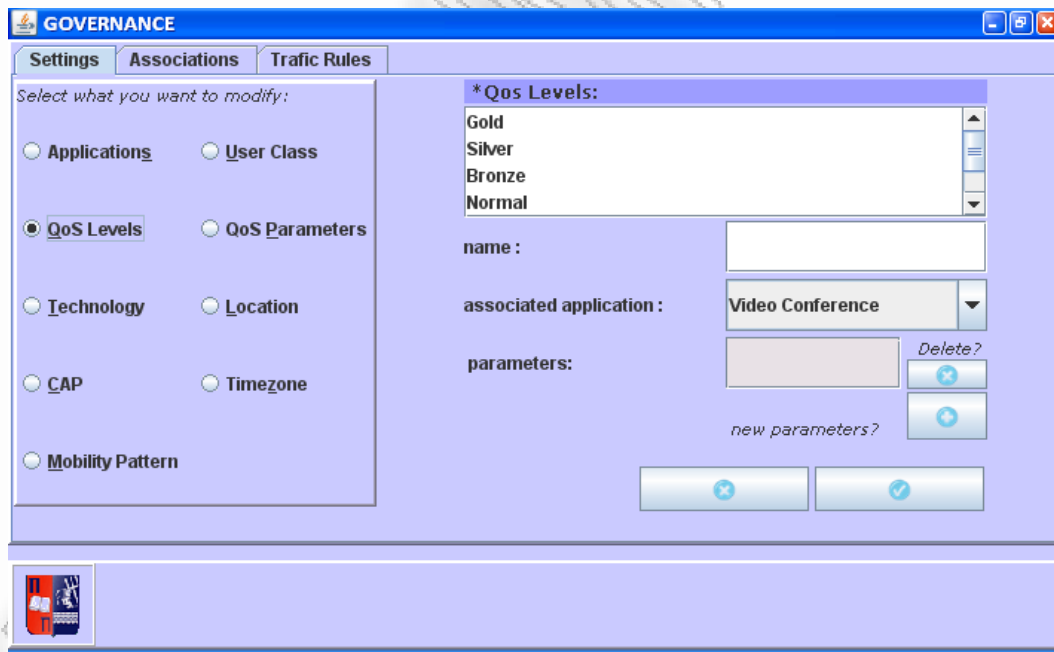 GOVERNANCE
Settings Associations Trafic Rules
Select what you want to modify:
Applications User Class
QoS Levels QoS Parameters
Technology Location
CAP Timezone
Mobility Pattern
*Qos Levels:
Gold
Silver
Bronze
Normal
name :
associated application : Video Conference
parameters: Delete?
new parameters?
Π
Π